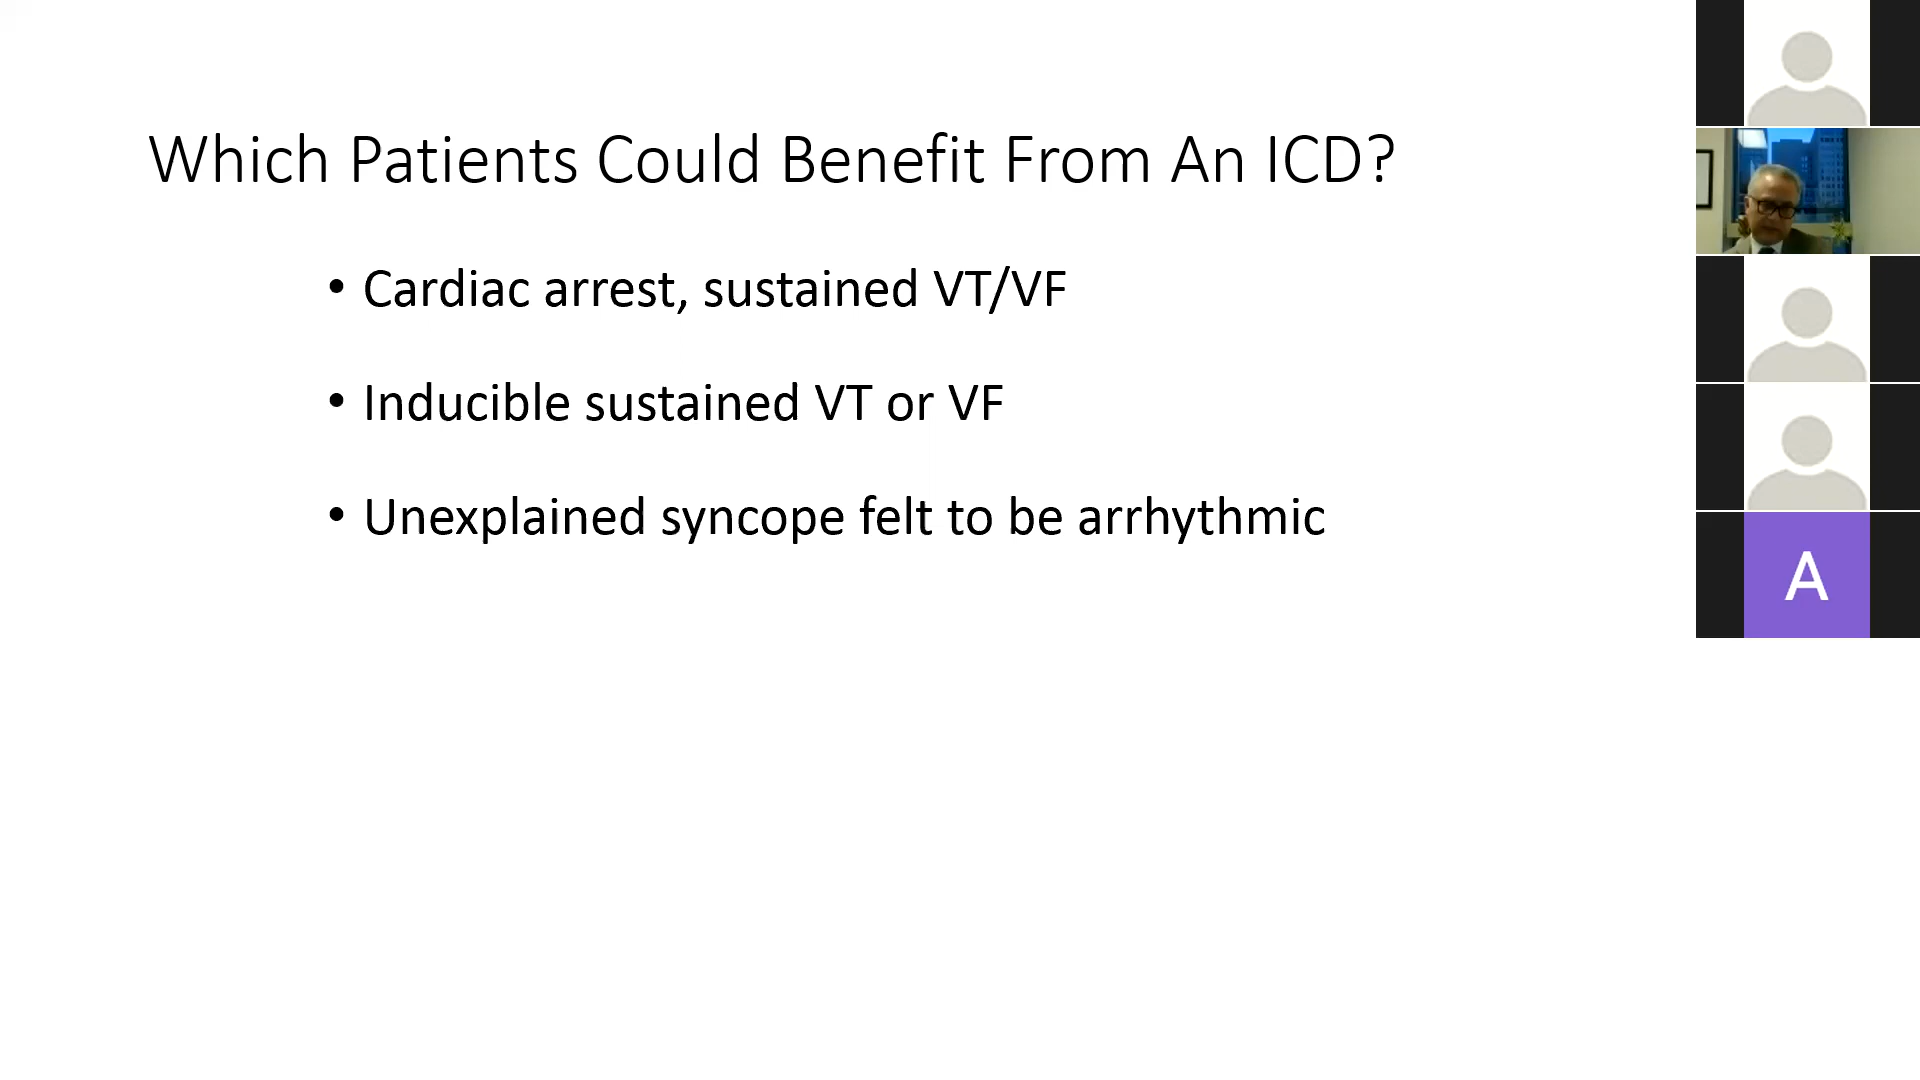 Which Patients Could Benefit From An ICD?
• Cardiac arrest, sustained VT/VF
• Inducible sustained VT or VF
• Unexplained syncope felt to be arrhythmic
A